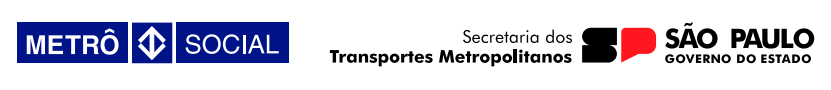 METRÔ SOCIAL
Secretaria dos
Transportes Metropolitanos
SÃO PAULO
GOVERNO DO ESTADO